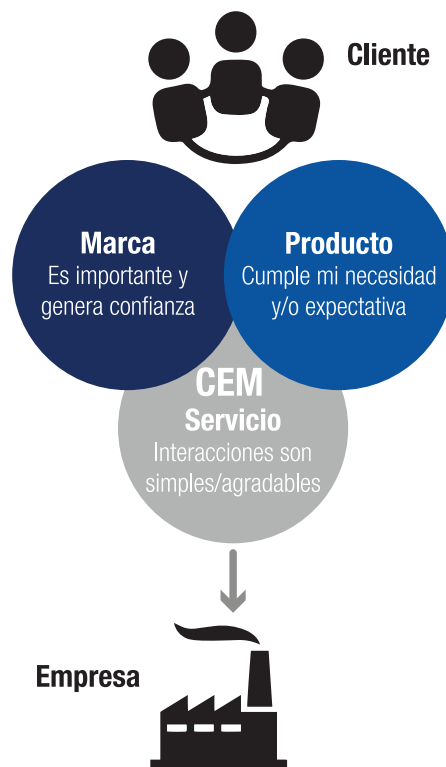 Cliente
Marca
Es importante y
genera confianza
Producto
Cumple mi necesidad
y/o expectativa
CEM
Servicio
Interacciones son
simples/agradables
Empresa